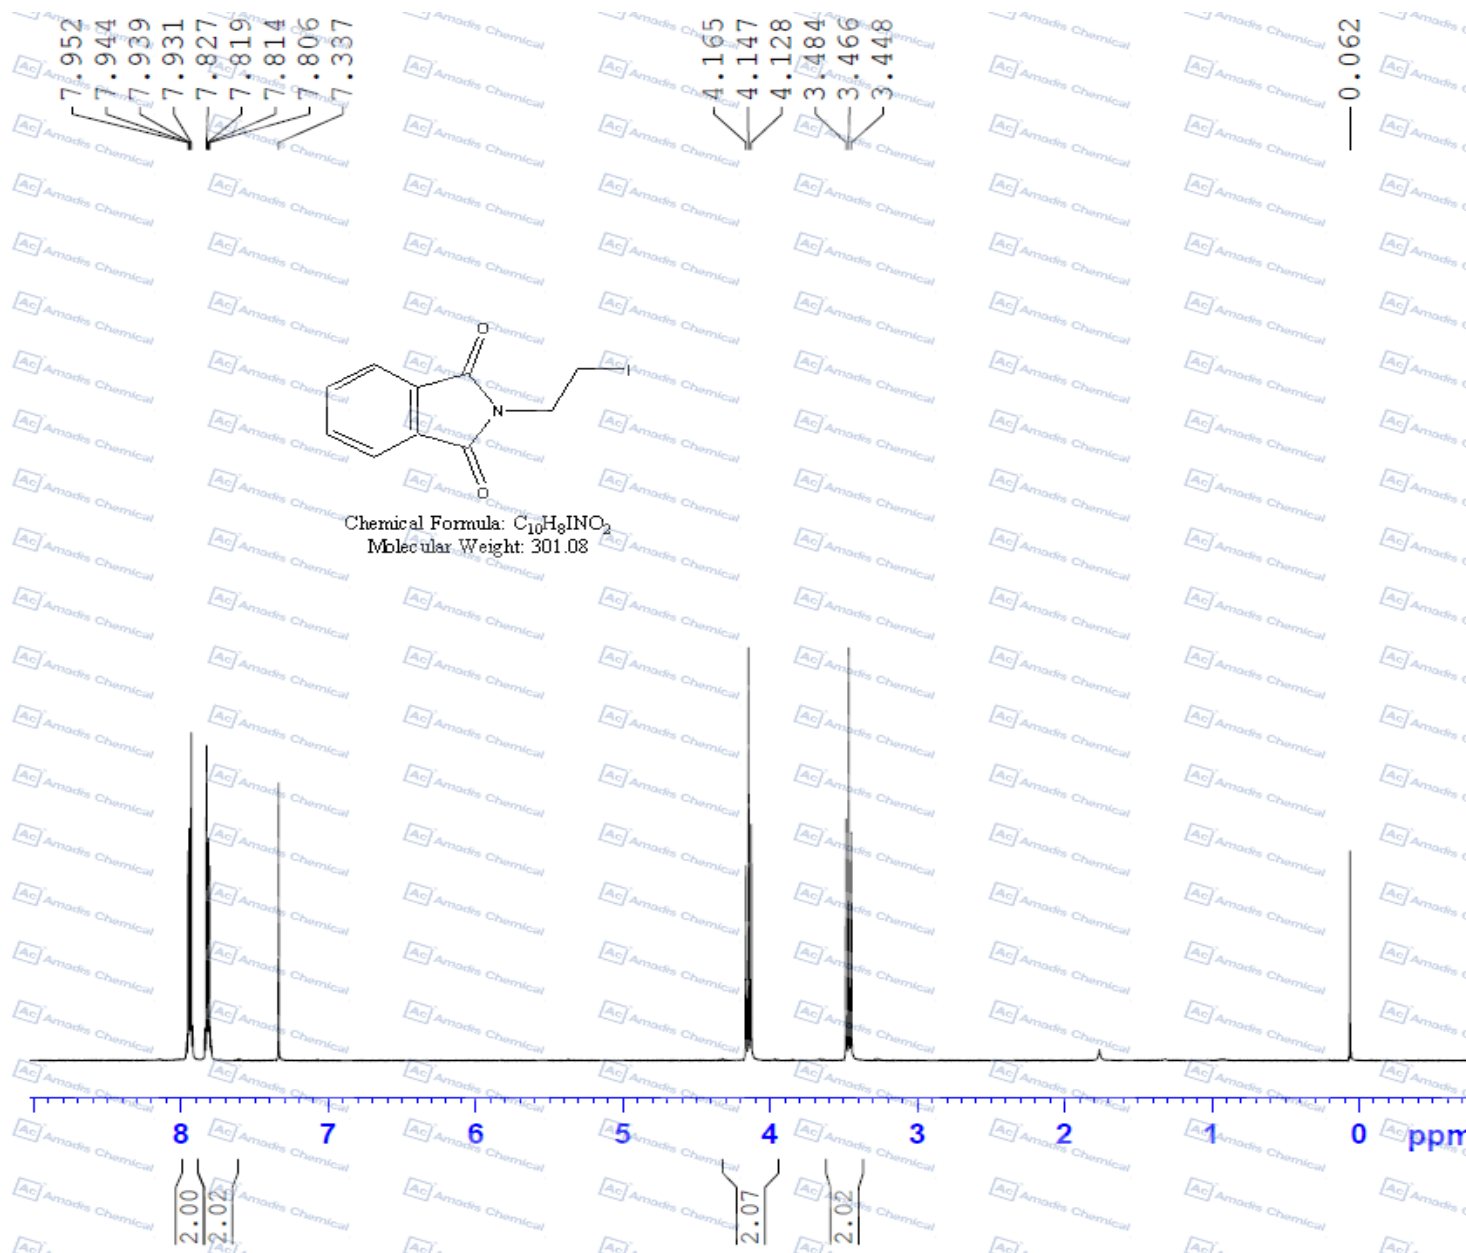 7.952
7.944
7.939
7.931
7.827
7.819
7.814
7.806
7.337
4.165
4.147
4.128
3.484
3.466
3.448
0.062
O
I
N
O
Chemical Formula: C10H8INO2
Molecular Weight: 301.08
8 7 6 5 4 3 2 1 0 ppm
2.00
2.02
2.07
2.02
Ac Amadis Chemical